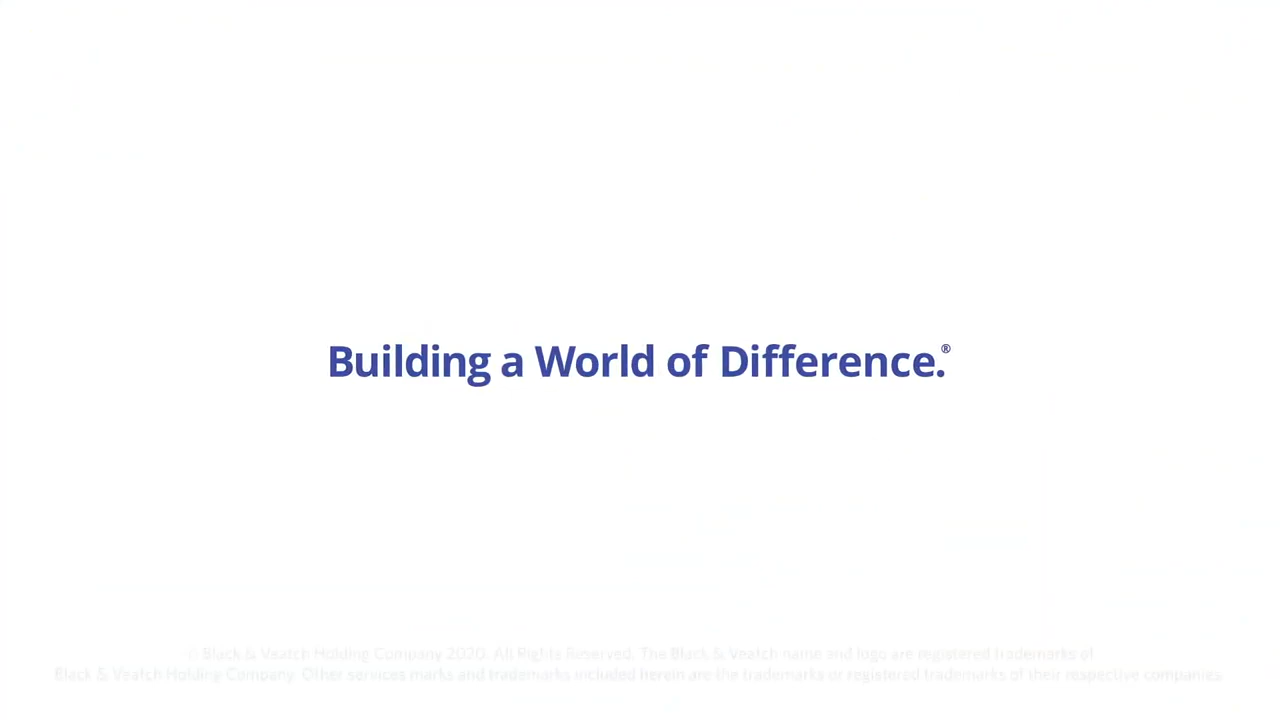 Building a World of Difference.®
© Black & Veatch Holding Company 2020. All Rights Reserved. The Black & Veatch name and logo are registered trademarks of
Black & Veatch Holding Company. Other services marks and trademarks included herein are the trademarks or registered trademarks of their respective companies.